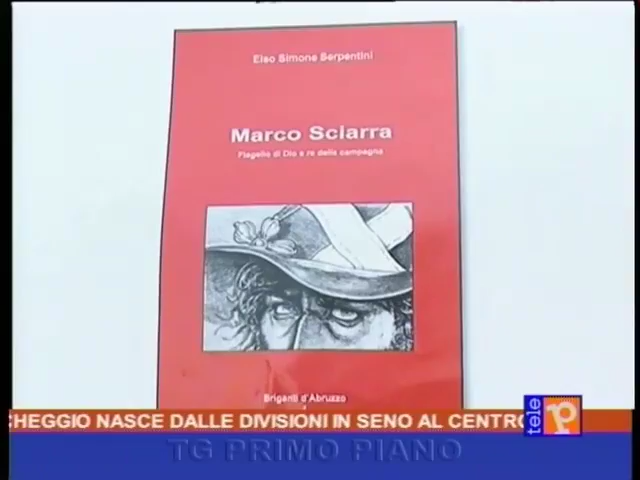 Elso Simone Serpentini
Marco Sciarra
Flagello di Dio e re della campagna
Briganti d'Abruzzo
CHEGGIO NASCE DALLE DIVISIONI IN SENO AL CENTRO
tele p
TG PRIMO PIANO